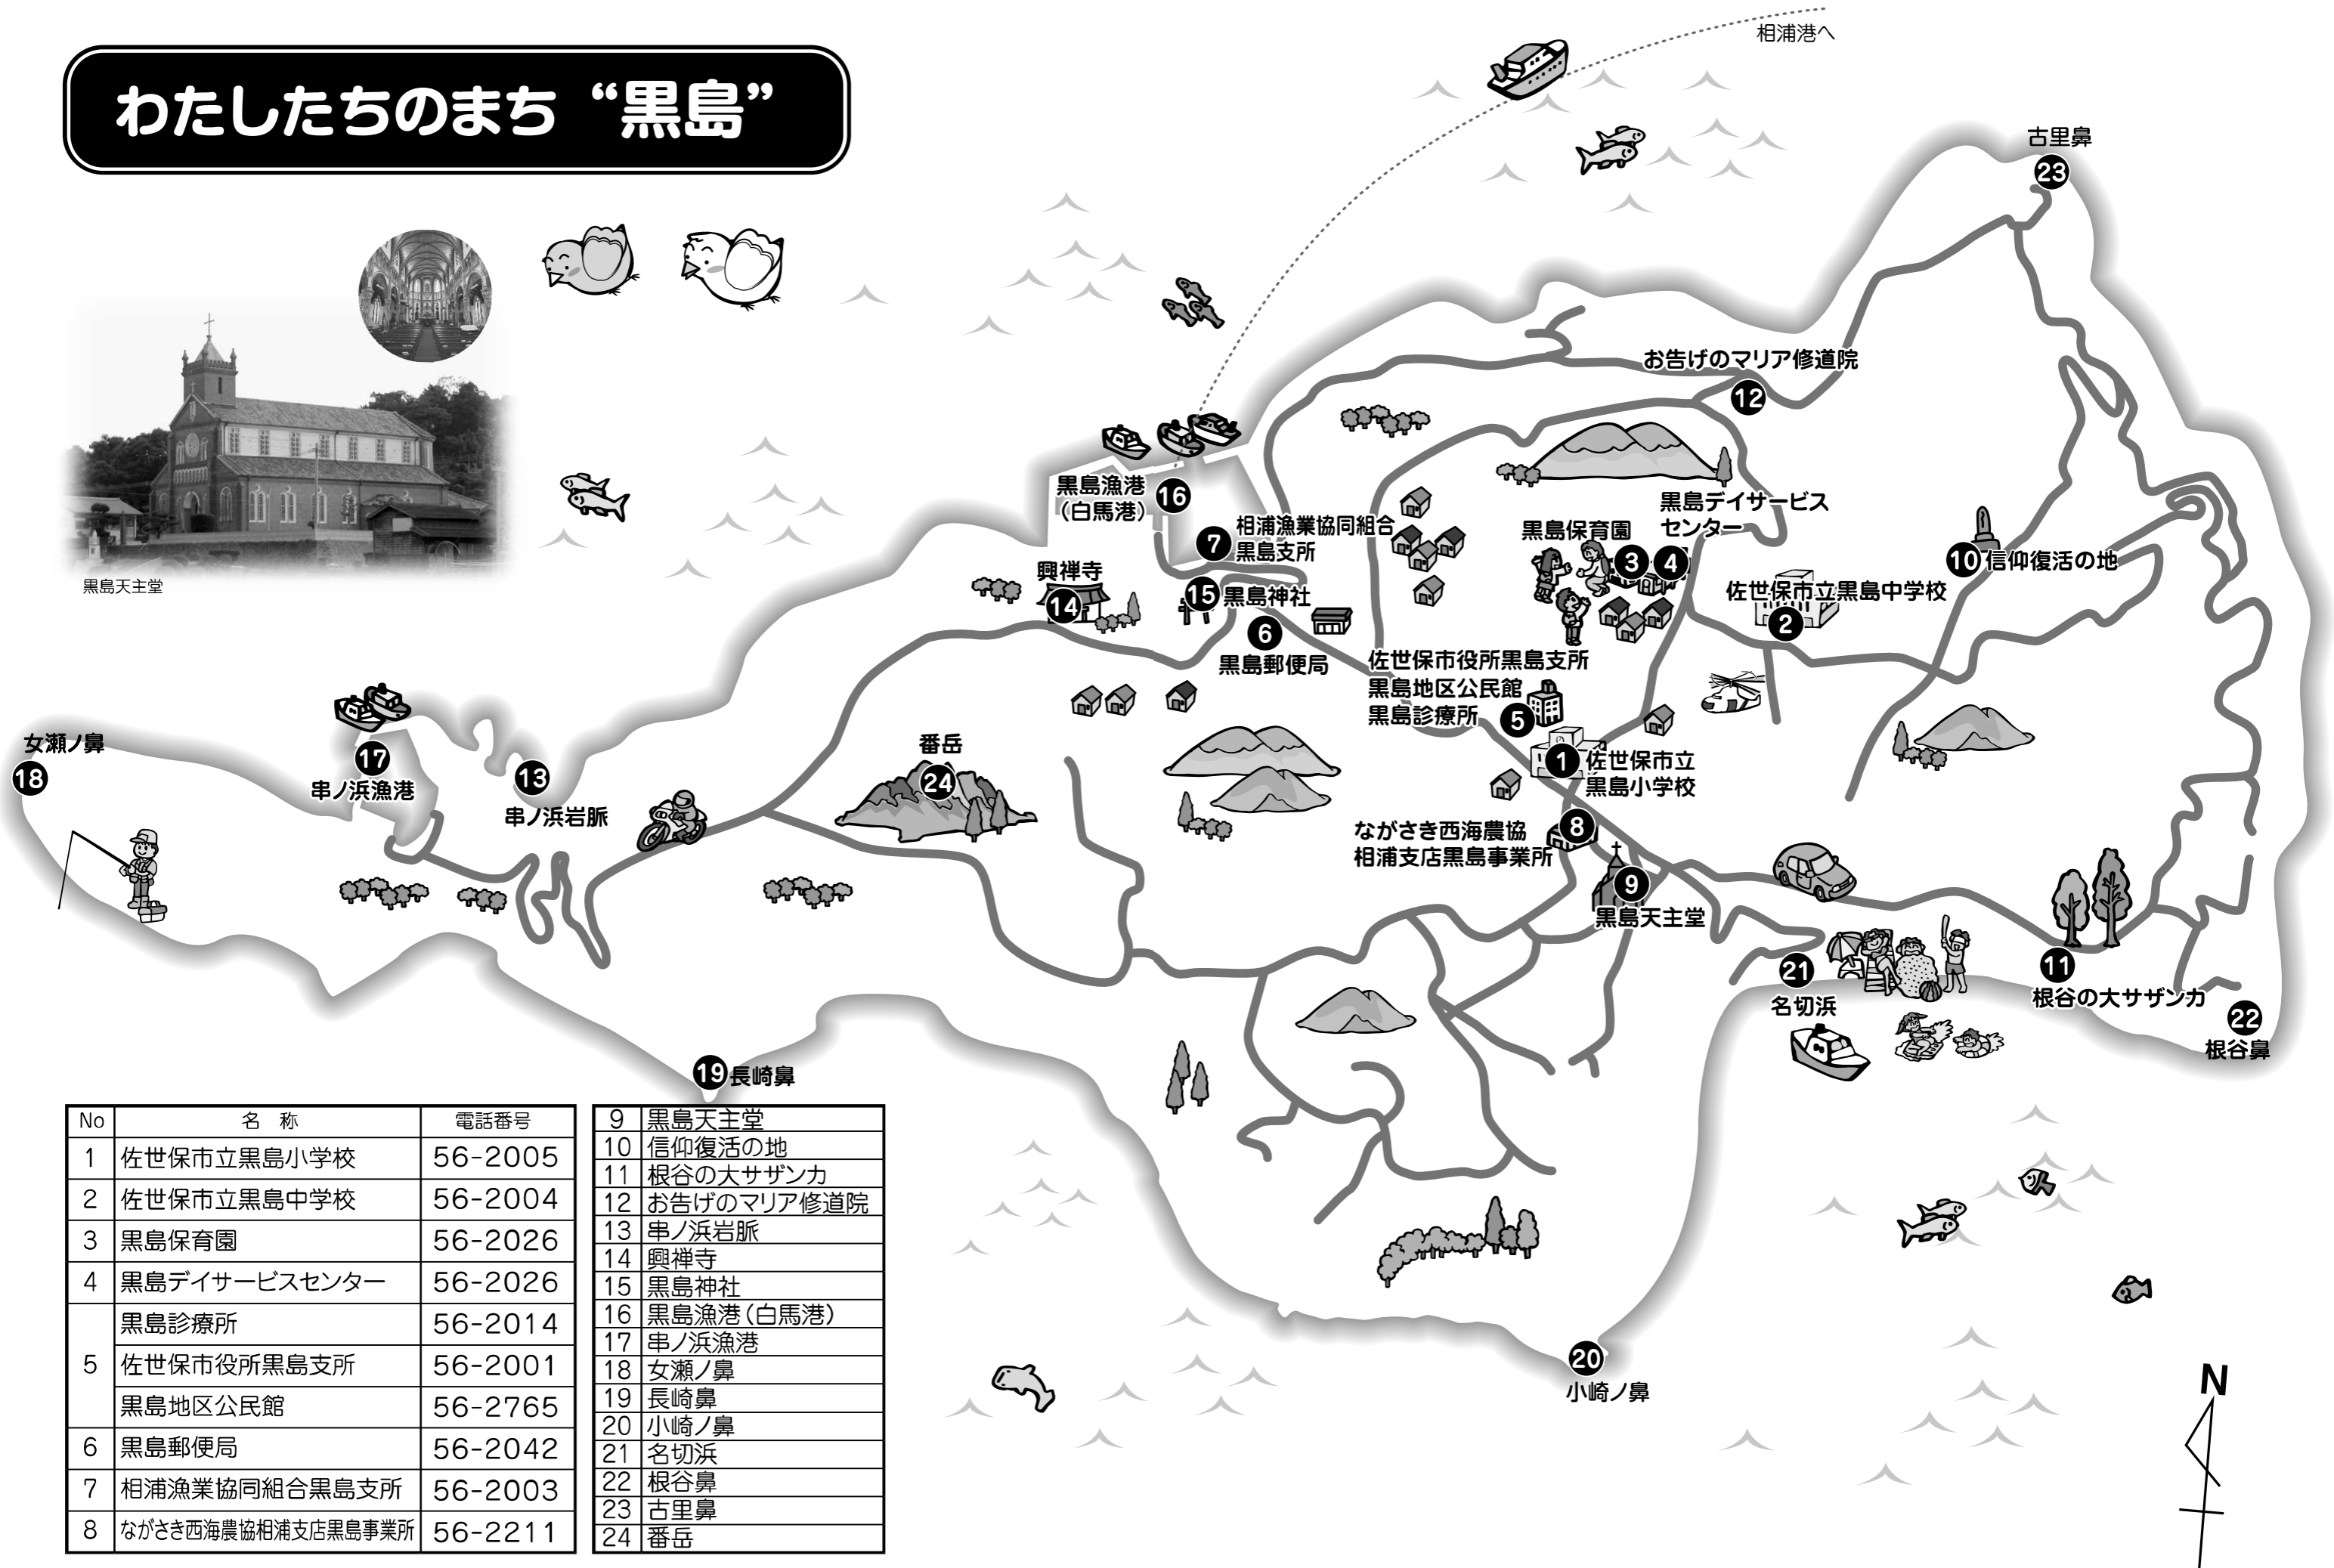 わたしたちのまち “黒島”
相浦港へ
古里鼻
23
お告げのマリア修道院
12
黒島天主堂
黒島漁港
(白馬港)
16
相浦漁業協同組合
黒島支所
7
黒島デイサービス
センター
4
黒島保育園
3
10 信仰復活の地
興禅寺
14
15 黒島神社
佐世保市立黒島中学校
2
6
黒島郵便局
佐世保市役所黒島支所
黒島地区公民館
黒島診療所
5
女瀬ノ鼻
18
17
串ノ浜漁港
13
串ノ浜岩脈
番岳
24
1 佐世保市立
黒島小学校
ながさき西海農協
相浦支店黒島事業所
8
9
黒島天主堂
21
名切浜
11
根谷の大サザンカ
22
根谷鼻
19 長崎鼻
20
小崎ノ鼻
N
No 名 称 電話番号
1 佐世保市立黒島小学校 56-2005
2 佐世保市立黒島中学校 56-2004
3 黒島保育園 56-2026
4 黒島デイサービスセンター 56-2026
5 黒島診療所 56-2014
佐世保市役所黒島支所 56-2001
黒島地区公民館 56-2765
6 黒島郵便局 56-2042
7 相浦漁業協同組合黒島支所 56-2003
8 ながさき西海農協相浦支店黒島事業所 56-2211
9 黒島天主堂
10 信仰復活の地
11 根谷の大サザンカ
12 お告げのマリア修道院
13 串ノ浜岩脈
14 興禅寺
15 黒島神社
16 黒島漁港(白馬港)
17 串ノ浜漁港
18 女瀬ノ鼻
19 長崎鼻
20 小崎ノ鼻
21 名切浜
22 根谷鼻
23 古里鼻
24 番岳